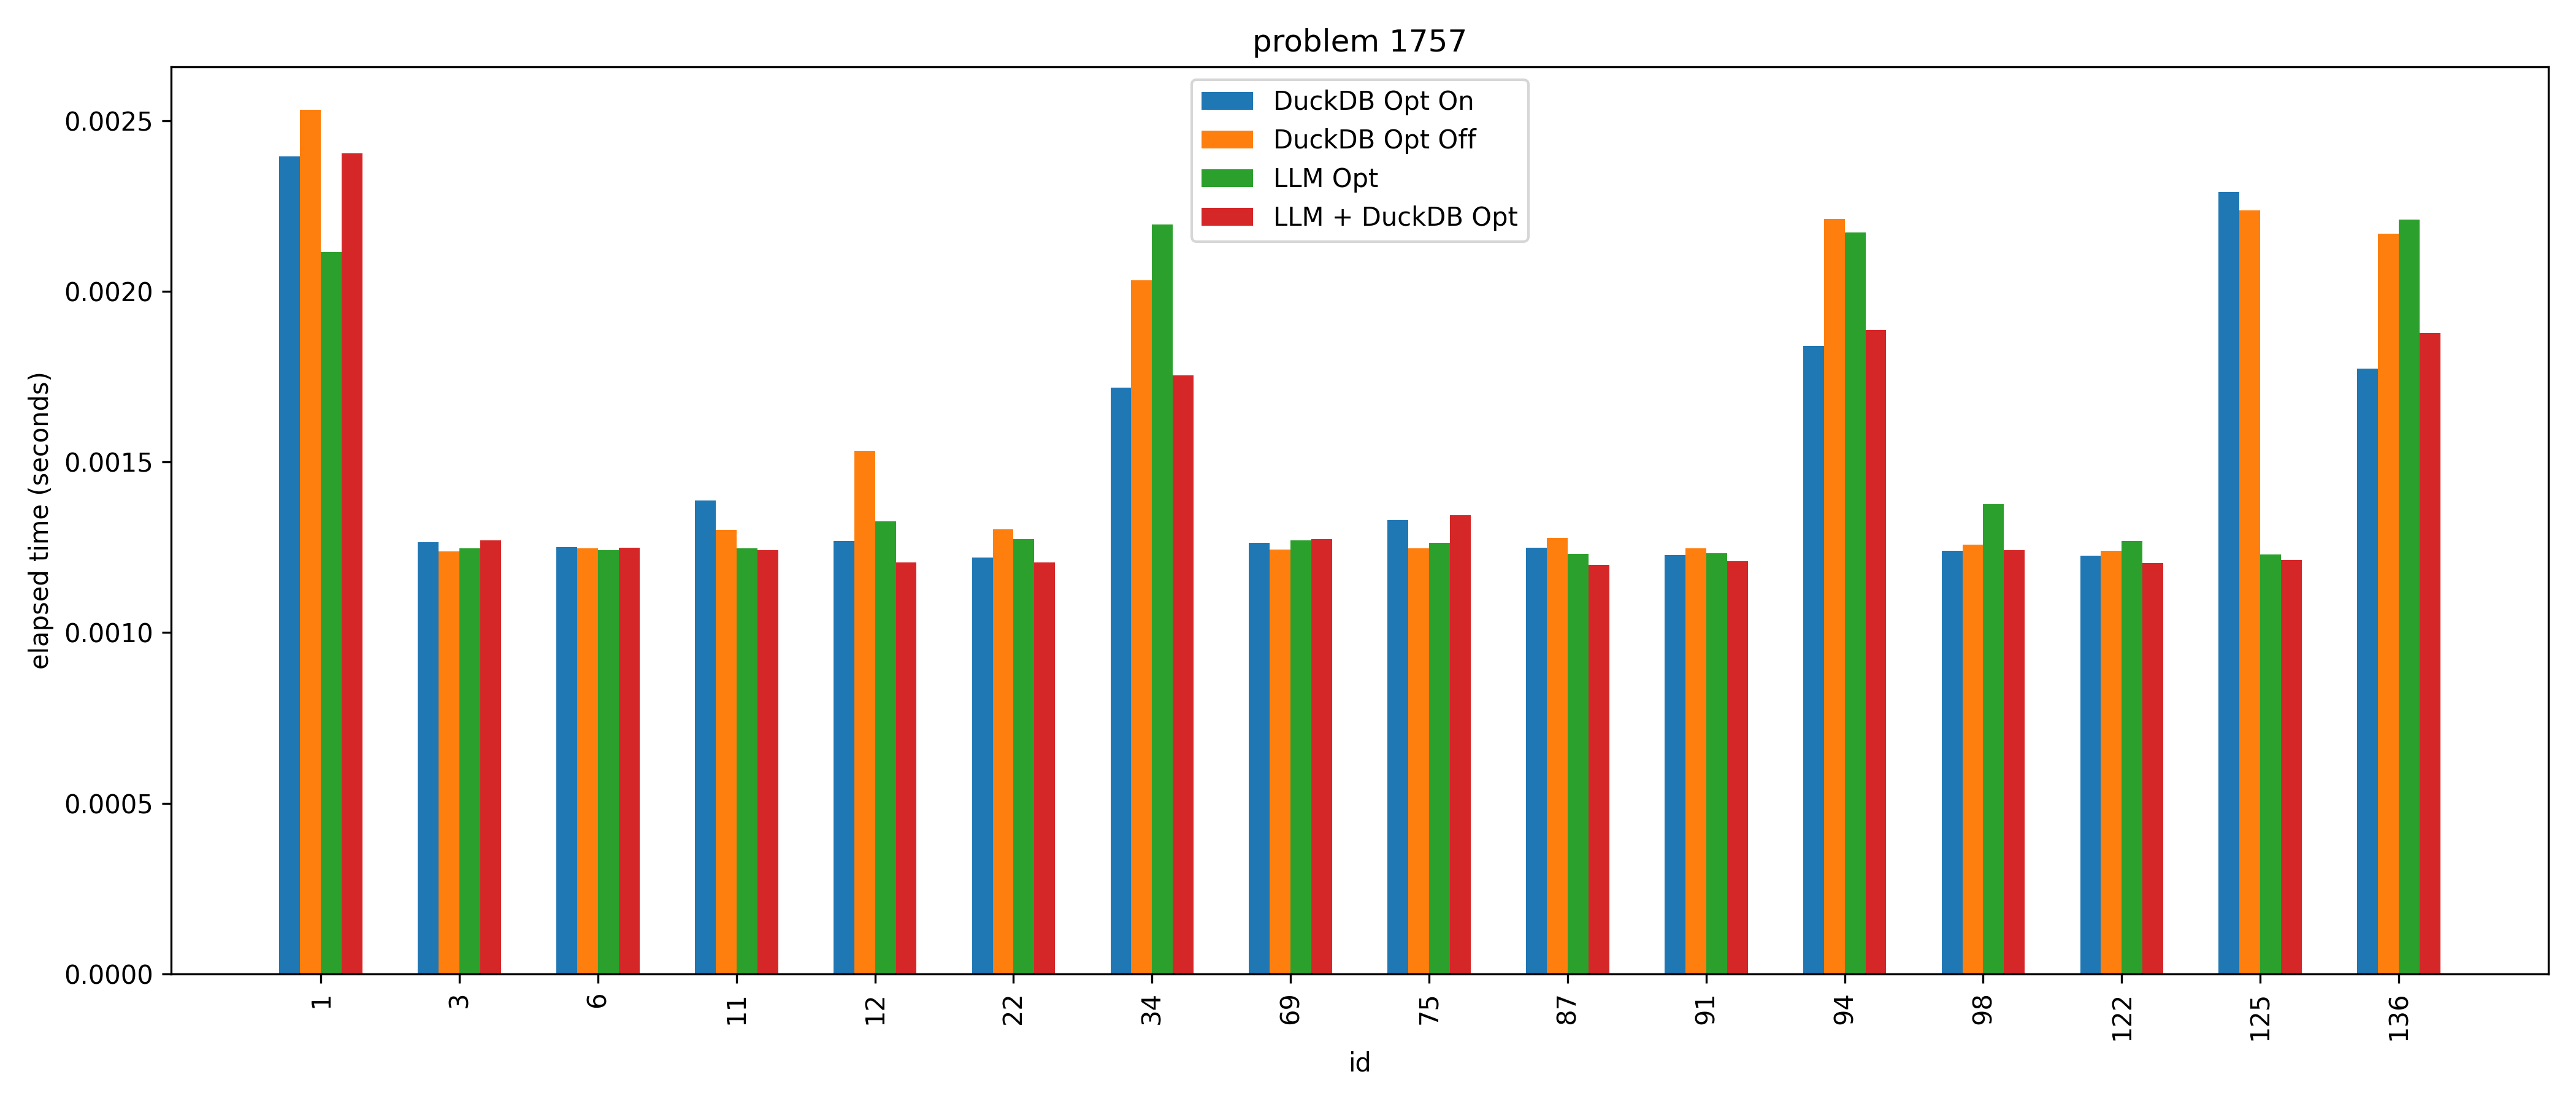 problem 1757
DuckDB Opt On
DuckDB Opt Off
LLM Opt
LLM + DuckDB Opt
elapsed time (seconds)
0.0025
0.0020
0.0015
0.0010
0.0005
0.0000
1 3 6 11 12 22 34 69 75 87 91 94 98 122 125 136
id